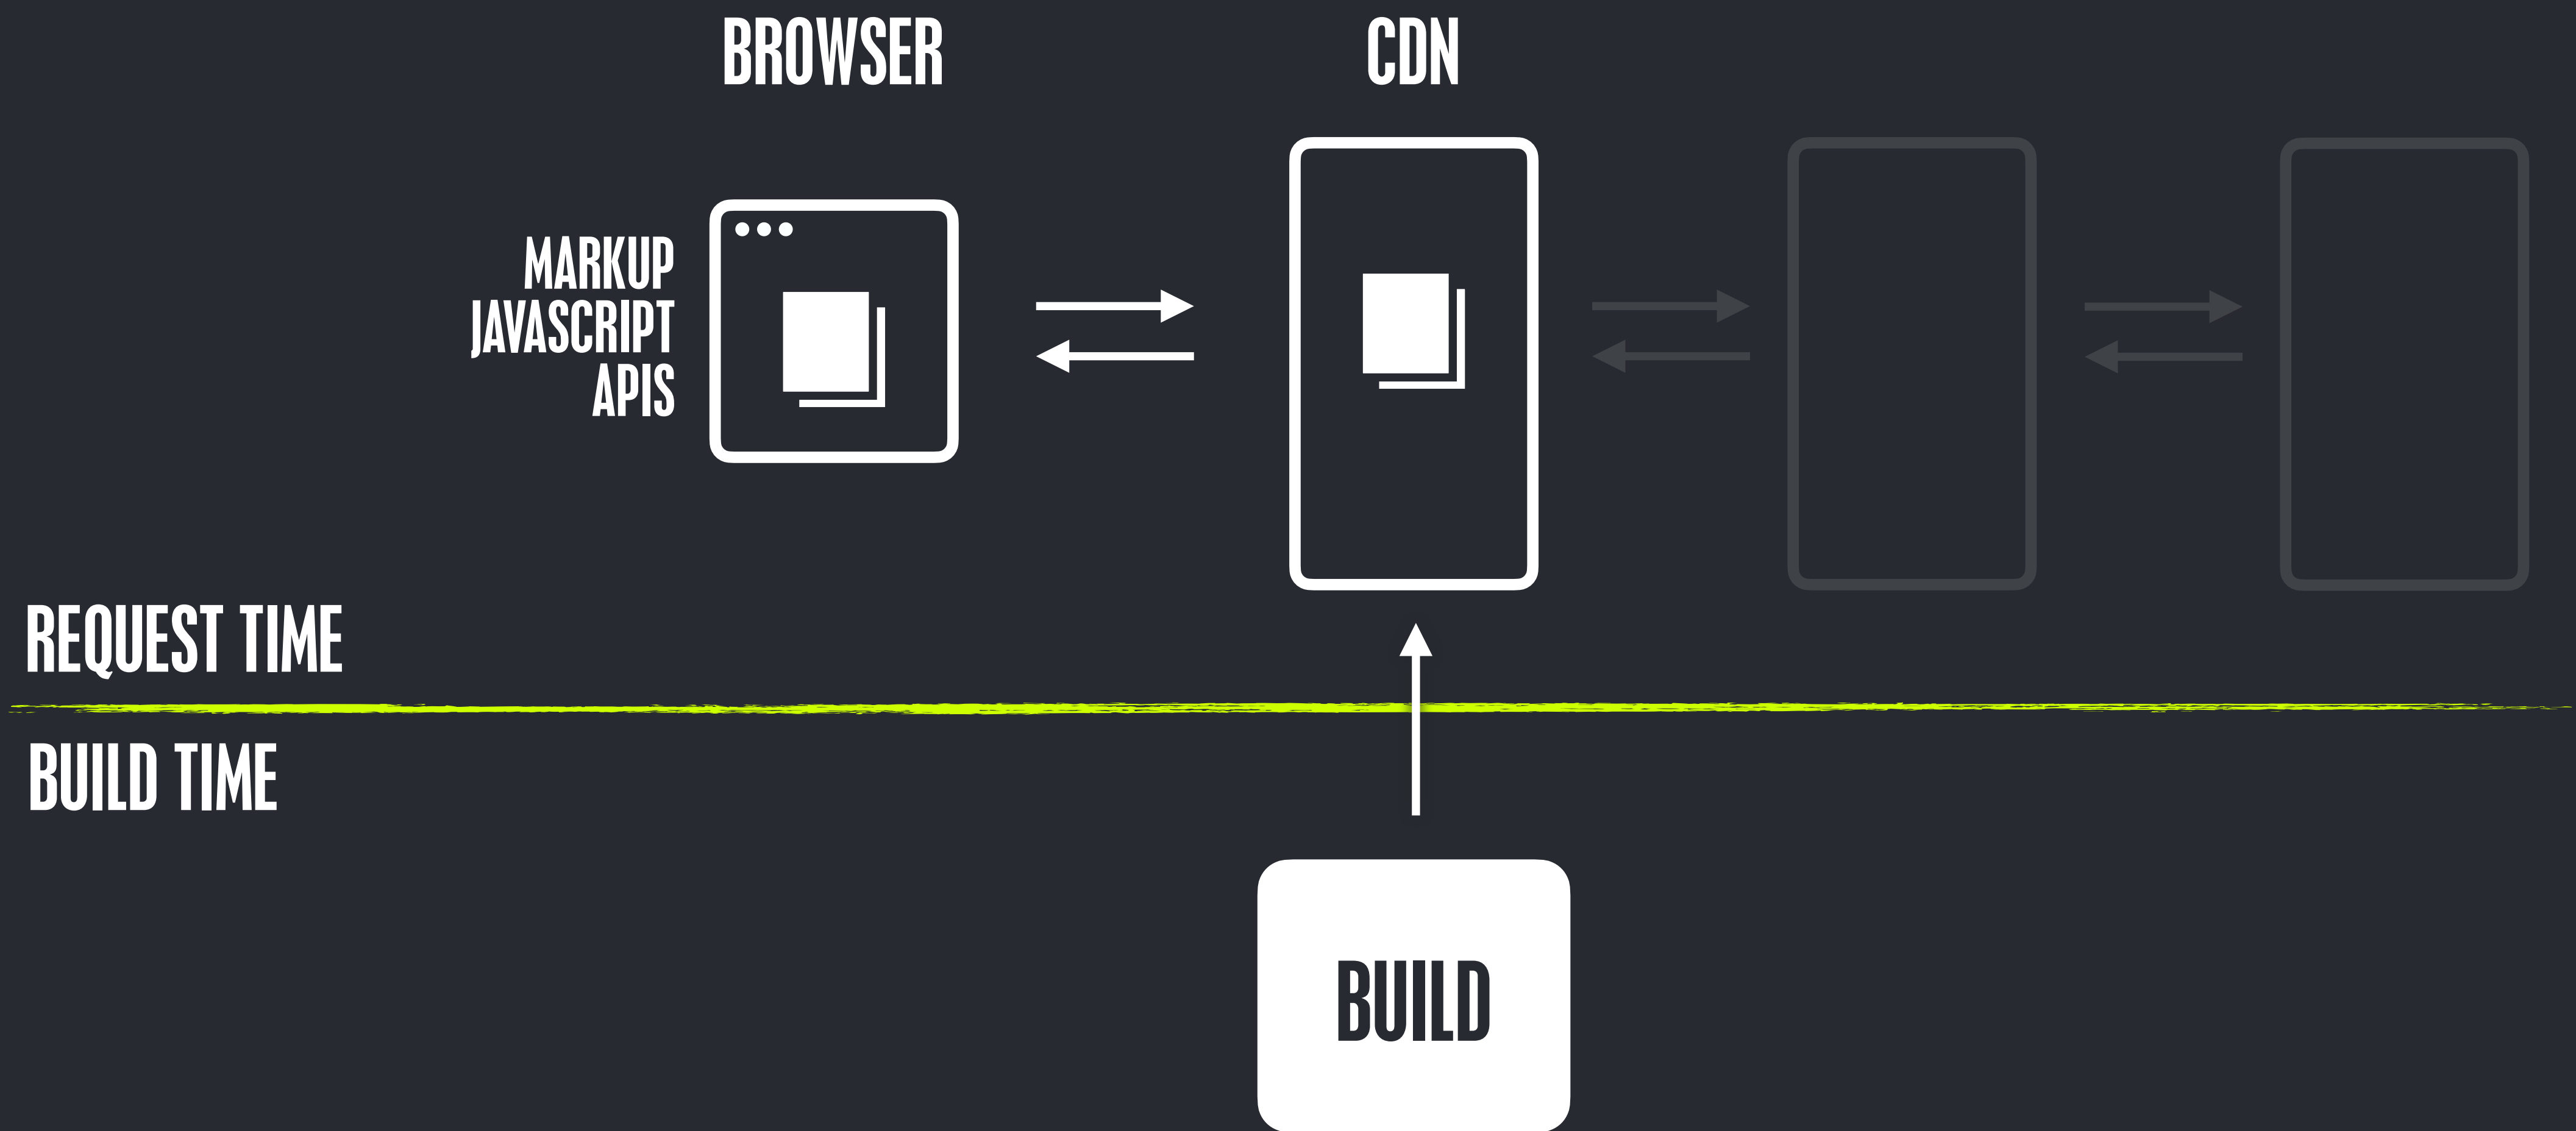 BROWSER
CDN
MARKUP
JAVASCRIPT
APIS
REQUEST TIME
BUILD TIME
BUILD